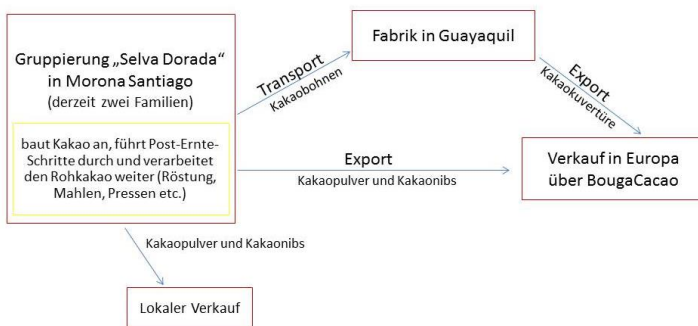 Gruppierung „Selva Dorada“
in Morona Santiago
(derzeit zwei Familien)
baut Kakao an, führt Post-Ernte-
Schritte durch und verarbeitet
den Rohkakao weiter (Röstung,
Mahlen, Pressen etc.)
Transport
Kakaobohnen
Fabrik in Guayaquil
Export
Kakaokuvertüre
Export
Kakaopulver und Kakaonibs
Verkauf in Europa
über BougaCacao
Kakaopulver und Kakaonibs
Lokaler Verkauf